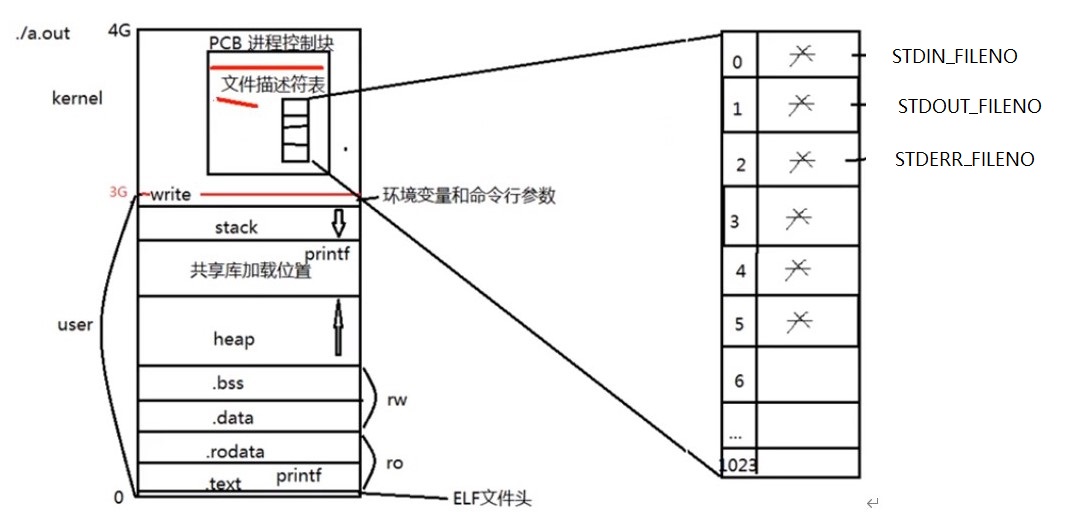 ./a.out
4G
PCB 进程控制块
文件描述符表
kernel
3G
write
环境变量和命令行参数
stack
printf
共享库加载位置
user
heap
.bss
.data
rw
.rodata
.text
printf
ro
0
ELF文件头
0
STDIN_FILENO
1
STDOUT_FILENO
2
STDERR_FILENO
3
4
5
6
...
1023